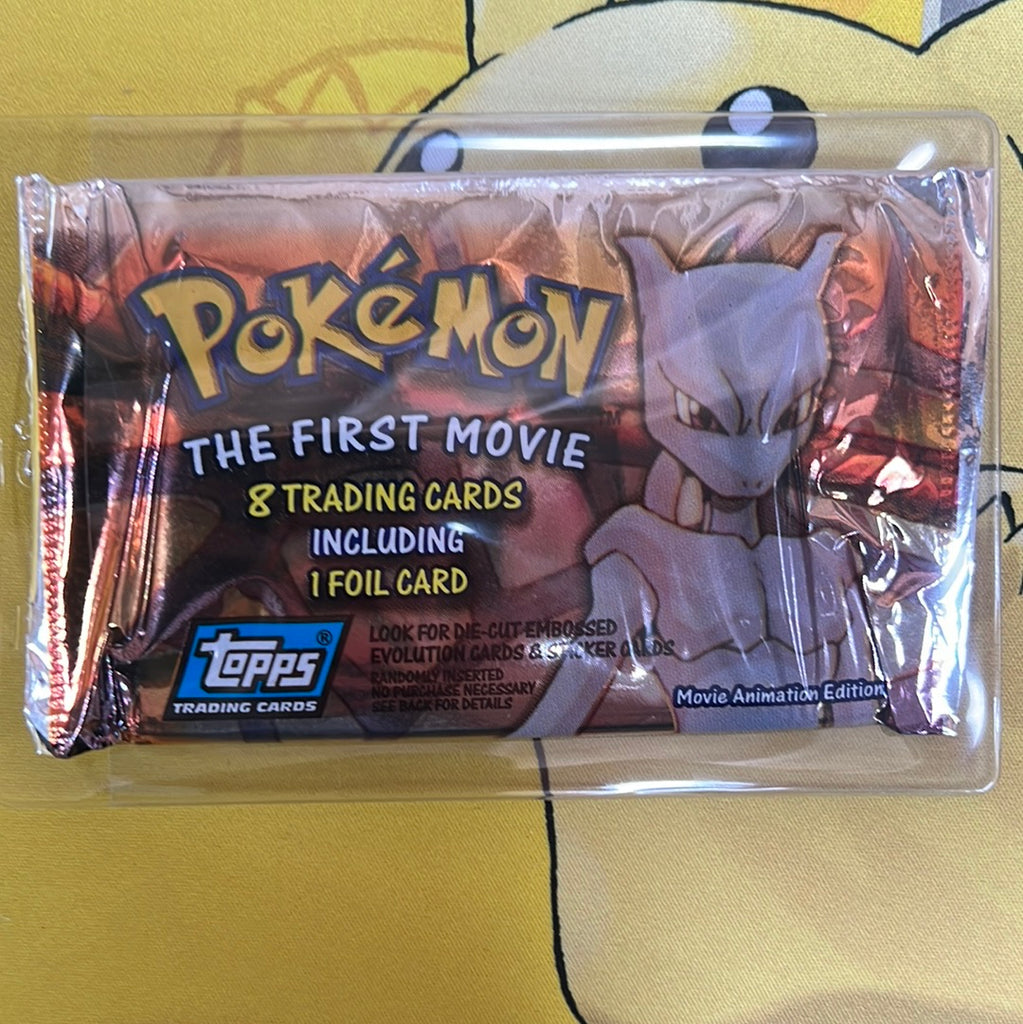 POKéMON
™
THE FIRST MOVIE
8 TRADING CARDS
INCLUDING
1 FOIL CARD
topps®
TRADING CARDS
LOOK FOR DIE-CUT EMBOSSED
EVOLUTION CARDS & STICKER CARDS
RANDOMLY INSERTED
NO PURCHASE NECESSARY
SEE BACK FOR DETAILS
Movie Animation Edition